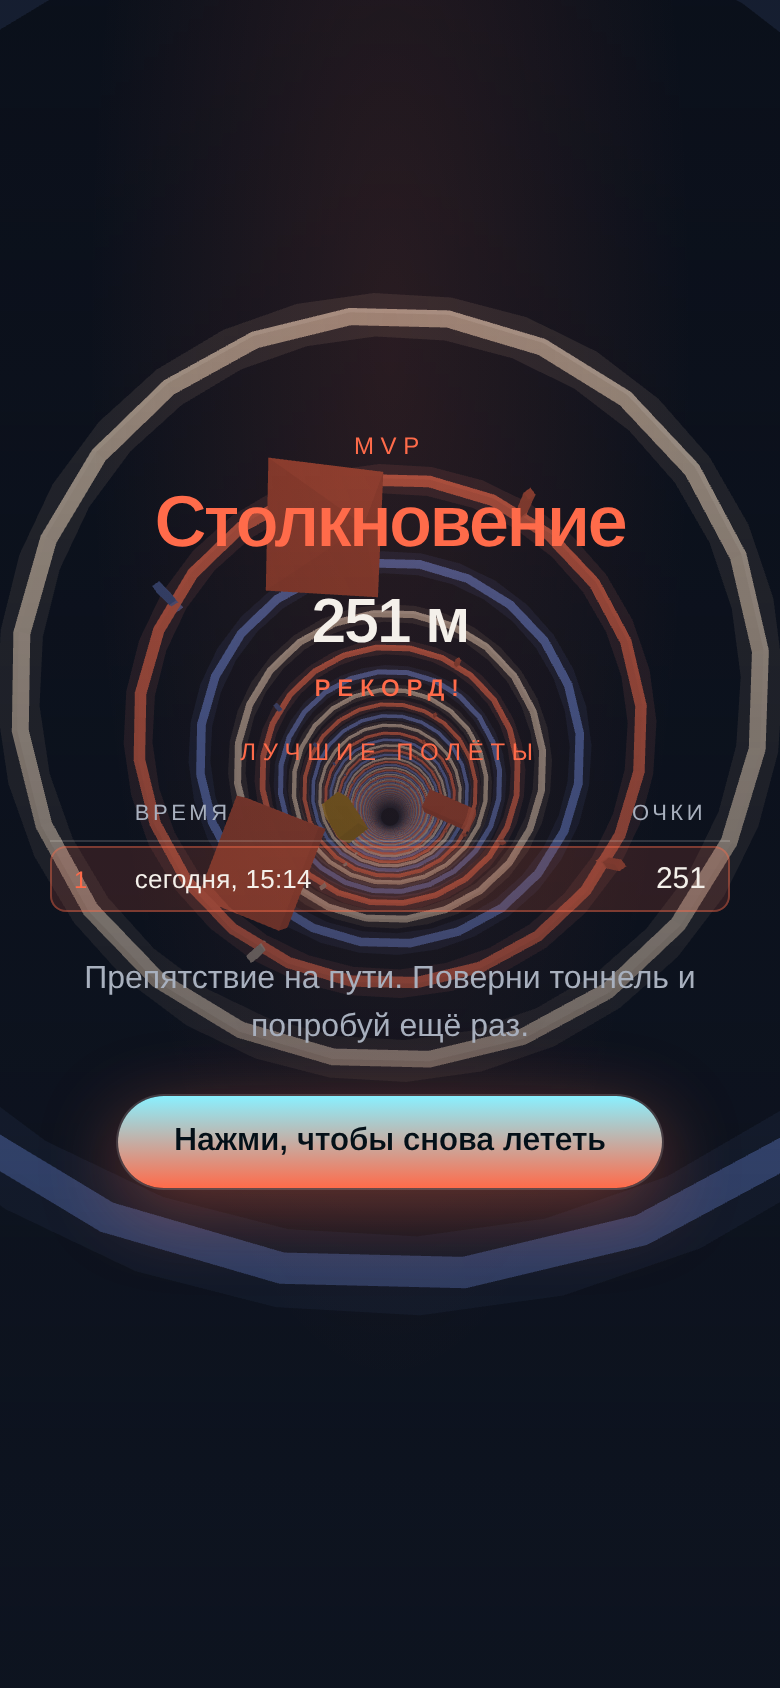 MVP
Столкновение
251 м
РЕКОРД!
ЛУЧШИЕ ПОЛЁТЫ
ВРЕМЯ ОЧКИ
1 сегодня, 15:14 251
Препятствие на пути. Поверни тоннель и
попробуй ещё раз.
Нажми, чтобы снова лететь